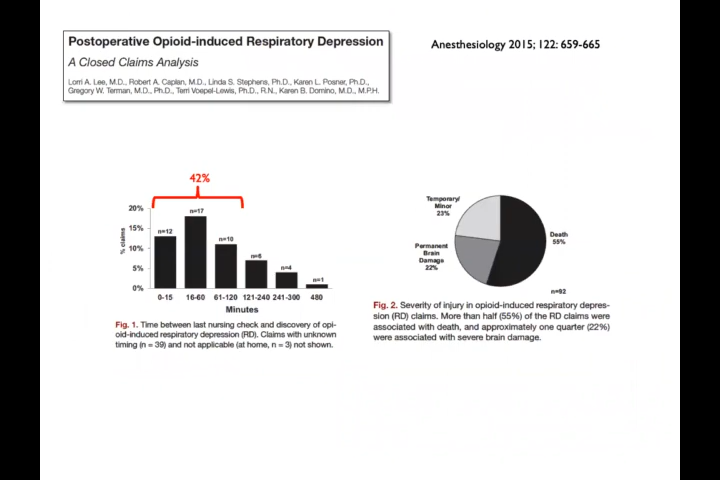 Postoperative Opioid-induced Respiratory Depression
A Closed Claims Analysis
Lorri A. Lee, M.D., Robert A. Caplan, M.D., Linda S. Stephens, Ph.D., Karen L. Posner, Ph.D.,
Gregory W. Terman, M.D., Ph.D., Terri Voepel-Lewis, Ph.D., R.N., Karen B. Domino, M.D., M.P.H.
Anesthesiology 2015; 122: 659-665
42%
20%
15%
10%
5%
0%
% claims
n=12
n=17
n=10
n=6
n=4
n=1
0-15 16-60 61-120 121-240 241-300 480
Minutes
Fig. 1. Time between last nursing check and discovery of opi-
oid-induced respiratory depression (RD). Claims with unknown
timing (n = 39) and not applicable (at home, n = 3) not shown.
Temporary/
Minor
23%
Permanent
Brain
Damage
22%
Death
55%
n=92
Fig. 2. Severity of injury in opioid-induced respiratory depres-
sion (RD) claims. More than half (55%) of the RD claims were
associated with death, and approximately one quarter (22%)
were associated with severe brain damage.